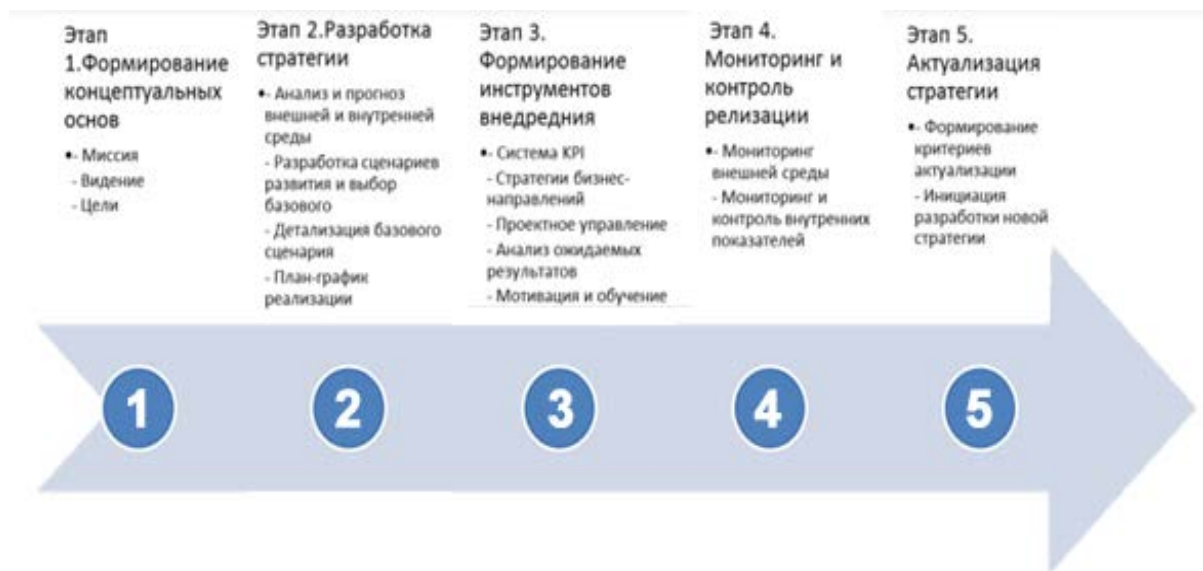 Этап
1.Формирование
концептуальных
основ
•- Миссия
- Видение
- Цели
Этап 2.Разработка
стратегии
•- Анализ и прогноз
внешней и внутренней
среды
- Разработка сценариев
развития и выбор
базового
- Детализация базового
сценария
- План-график
реализации
Этап 3.
Формирование
инструментов
внедредния
•- Система KPI
- Стратегии бизнес-
направлений
- Проектное управление
- Анализ ожидаемых
результатов
- Мотивация и обучение
Этап 4.
Мониторинг и
контроль
релизации
•- Мониторинг
внешней среды
- Мониторинг и
контроль внутренних
показателей
Этап 5.
Актуализация
стратегии
•- Формирование
критериев
актуализации
- Инициация
разработки новой
стратегии
1
2
3
4
5